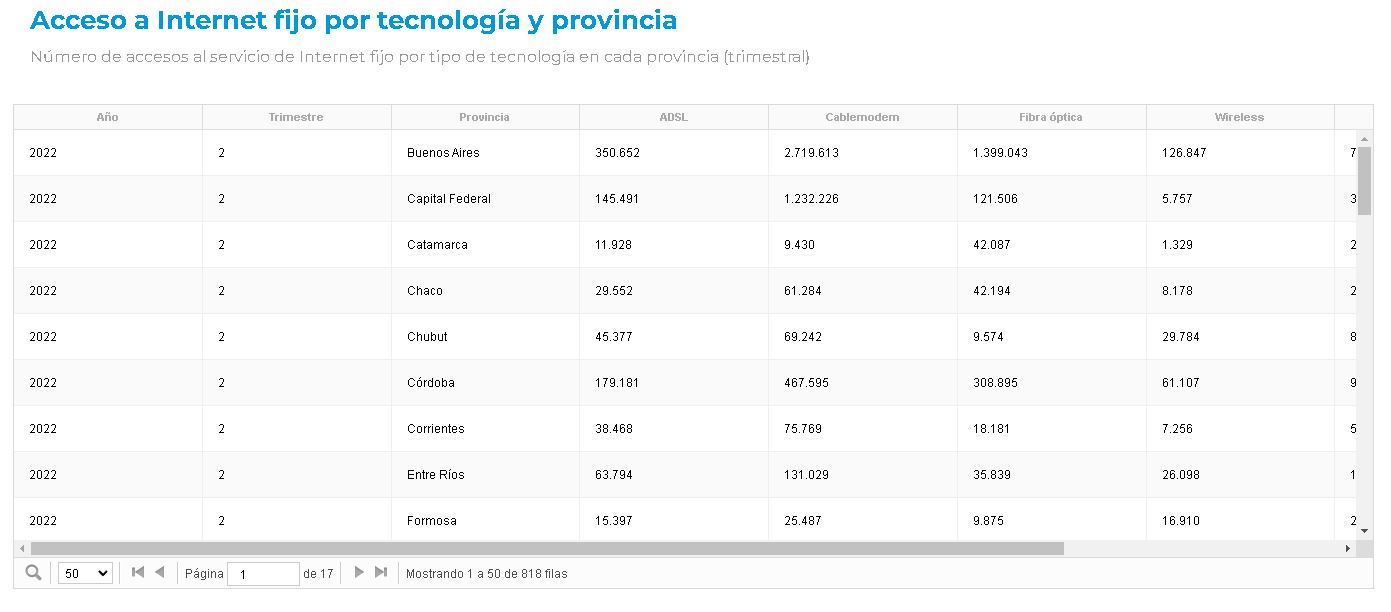 Acceso a Internet fijo por tecnología y provincia
Número de accesos al servicio de Internet fijo por tipo de tecnología en cada provincia (trimestral)
Año Trimestre Provincia ADSL Cablemodem Fibra óptica Wireless
2022 2 Buenos Aires 350.652 2.719.613 1.399.043 126.847 7
2022 2 Capital Federal 145.491 1.232.226 121.506 5.757 3
2022 2 Catamarca 11.928 9.430 42.087 1.329 2
2022 2 Chaco 29.552 61.284 42.194 8.178 2
2022 2 Chubut 45.377 69.242 9.574 29.784 8
2022 2 Córdoba 179.181 467.595 308.895 61.107 9
2022 2 Corrientes 38.468 75.769 18.181 7.256 5
2022 2 Entre Ríos 63.794 131.029 35.839 26.098 1
2022 2 Formosa 15.397 25.487 9.875 16.910 2
50 Página 1 de 17 Mostrando 1 a 50 de 818 filas